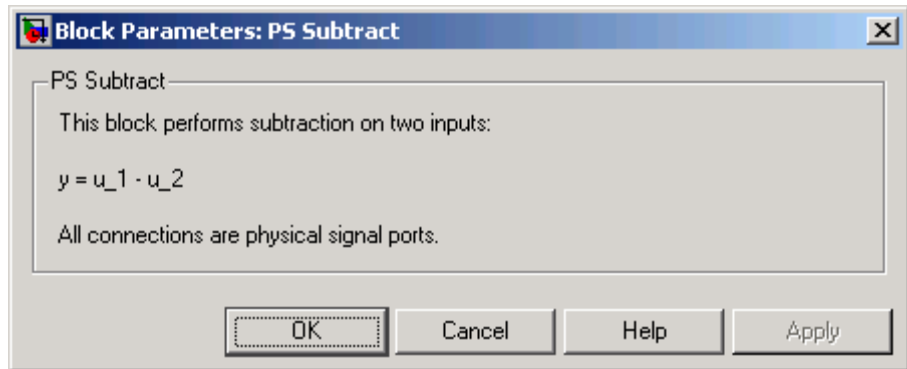 Block Parameters: PS Subtract
PS Subtract
This block performs subtraction on two inputs:
y = u_1 - u_2
All connections are physical signal ports.
OK Cancel Help Apply